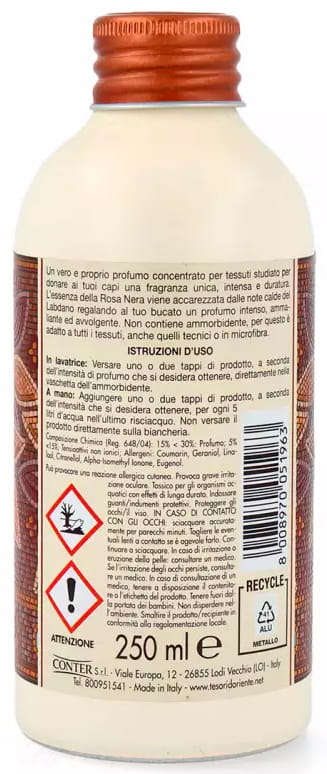 Un vero e proprio profumo concentrato per tessuti studiato per
donare ai tuoi capi una fragranza unica, intensa e duratura.
L'essenza della Rosa Nera viene accarezzata dalle note calde del
Labdano regalando al tuo bucato un profumo intenso, amma-
liante ed avvolgente. Non contiene ammorbidente, per questo è
adatto a tutti i tessuti, anche quelli tecnici o in microfibra.
ISTRUZIONI D'USO
In lavatrice: Versare uno o due tappi di prodotto, a seconda
dell'intensità di profumo che si desidera ottenere, direttamente nella
vaschetta dell'ammorbidente.
A mano: Aggiungere uno o due tappi di prodotto, a seconda
dell'intensità che si desidera ottenere, per ogni 5
litri d'acqua nell'ultimo risciacquo. Non versare il
prodotto direttamente sulla biancheria.
Composizione Chimica (Reg. 648/04): 15% < 30%: Profumo; 5%
< 15%: Tensioattivi non ionici; Allergeni: Coumarin, Geraniol, Lina-
lool, Citronellol, Alpha-Isomethyl Ionone, Eugenol.
Può provocare una reazione allergica cutanea. Provoca grave irrita-
zione oculare. Tossico per gli organismi ac-
quatici con effetti di lunga durata. Indossare
guanti/indumenti protettivi. Proteggere gli
occhi/il viso. IN CASO DI CONTATTO
CON GLI OCCHI: sciacquare accurata-
mente per parecchi minuti. Togliere le even-
tuali lenti a contatto se è agevole farlo. Con-
tinuare a sciacquare. In caso di irritazione o
eruzione della pelle: consultare un medico.
Se l'irritazione degli occhi persiste, consulta-
re un medico. In caso di consultazione di un
medico, tenere a disposizione il contenito-
re o l'etichetta del prodotto. Tenere fuori dal-
la portata dei bambini. Non disperdere nel-
l'ambiente. Smaltire il prodotto/recipiente in
conformità alla regolamentazione locale.
ATTENZIONE
250 ml e
8 008970 051963
RECYCLE
41
ALU
METALLO
CONTER S.r.l. - Viale Europa, 12 - 26855 Lodi Vecchio (LO) - Italy
Tel. 800951541 - Made in Italy - www.tesoridoriente.net